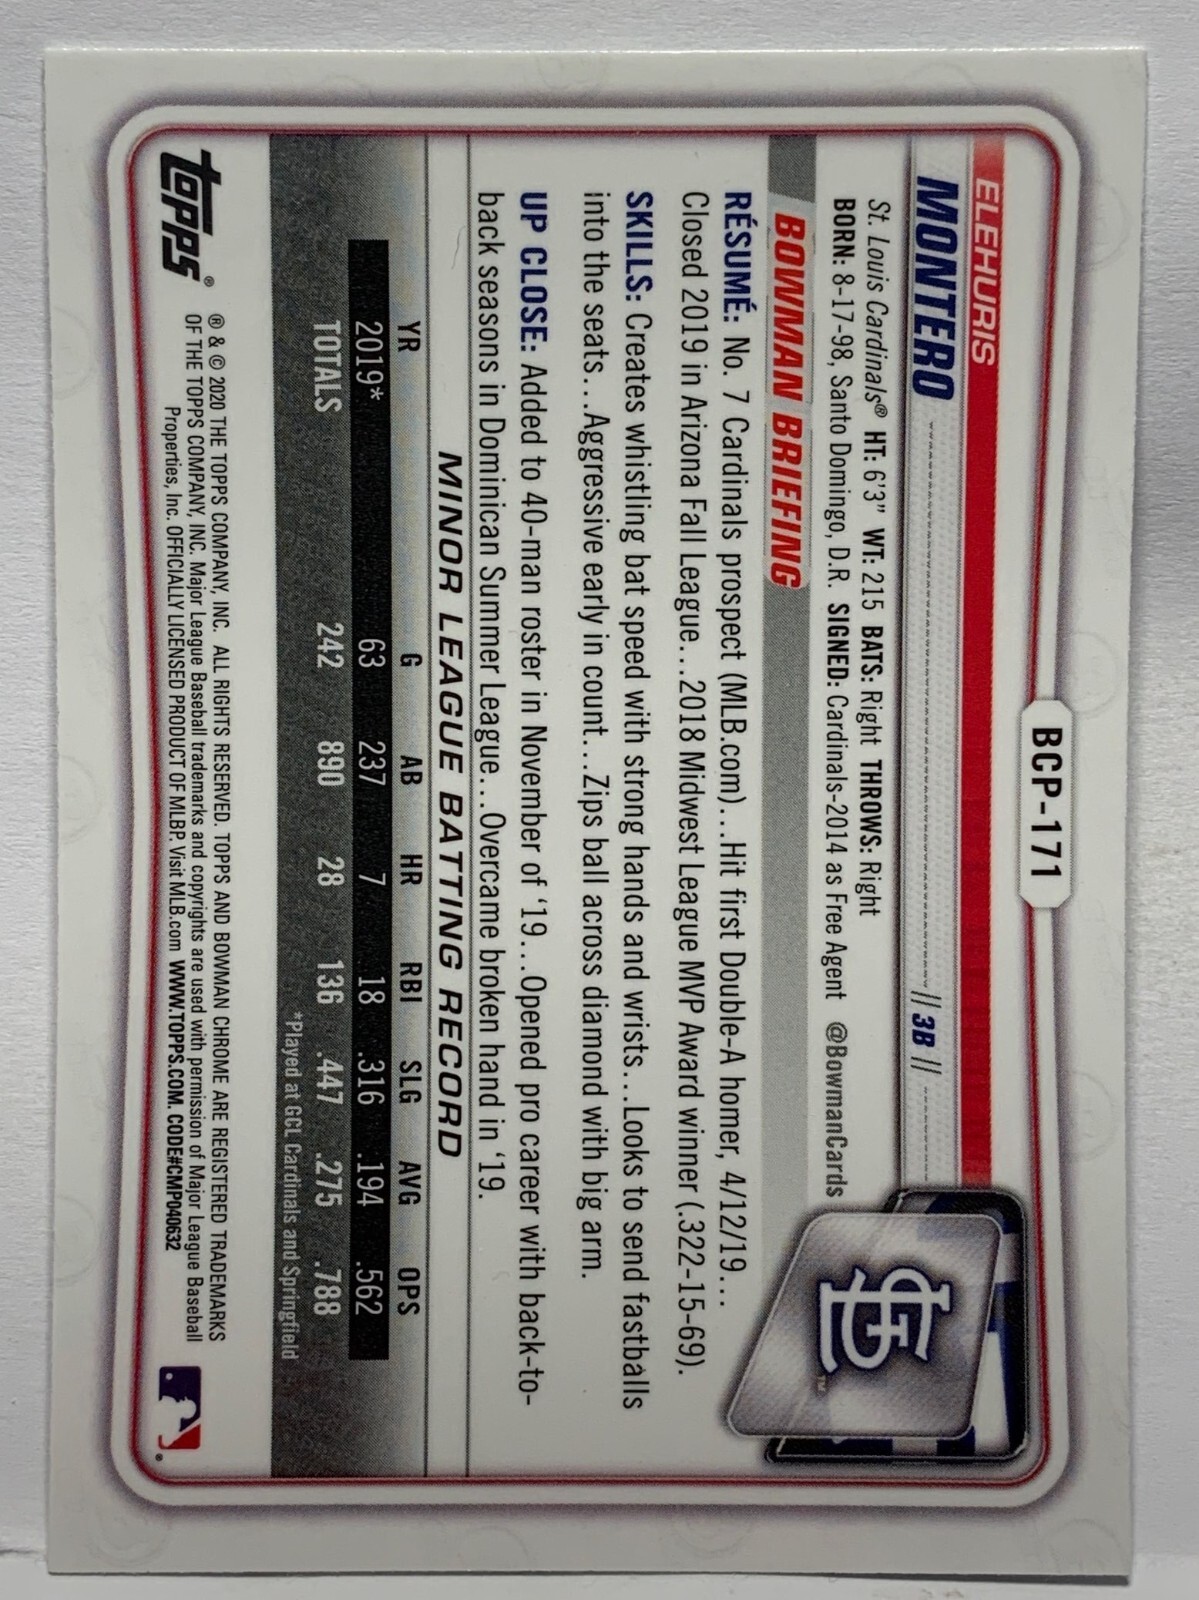 BCP-171
ELEHURIS
MONTERO
|| 3B ||
St. Louis Cardinals® HT: 6'3" WT: 215 BATS: Right THROWS: Right
BORN: 8-17-98, Santo Domingo, D.R. SIGNED: Cardinals-2014 as Free Agent @BowmanCards
BOWMAN BRIEFING
RÉSUMÉ: No. 7 Cardinals prospect (MLB.com)...Hit first Double-A homer, 4/12/19...
Closed 2019 in Arizona Fall League...2018 Midwest League MVP Award winner (.322-15-69).
SKILLS: Creates whistling bat speed with strong hands and wrists...Looks to send fastballs
into the seats...Aggressive early in count...Zips ball across diamond with big arm.
UP CLOSE: Added to 40-man roster in November of '19...Opened pro career with back-to-
back seasons in Dominican Summer League...Overcame broken hand in '19.
MINOR LEAGUE BATTING RECORD
YR G AB HR RBI SLG AVG OPS
2019* 63 237 7 18 .316 .194 .562
TOTALS 242 890 28 136 .447 .275 .788
*Played at GCL Cardinals and Springfield
topps®
® & © 2020 THE TOPPS COMPANY, INC. ALL RIGHTS RESERVED. TOPPS AND BOWMAN CHROME ARE REGISTERED TRADEMARKS
OF THE TOPPS COMPANY, INC. Major League Baseball trademarks and copyrights are used with permission of Major League Baseball
Properties, Inc. OFFICIALLY LICENSED PRODUCT OF MLBP. Visit MLB.com WWW.TOPPS.COM. CODE#CMP040632
STL
TM